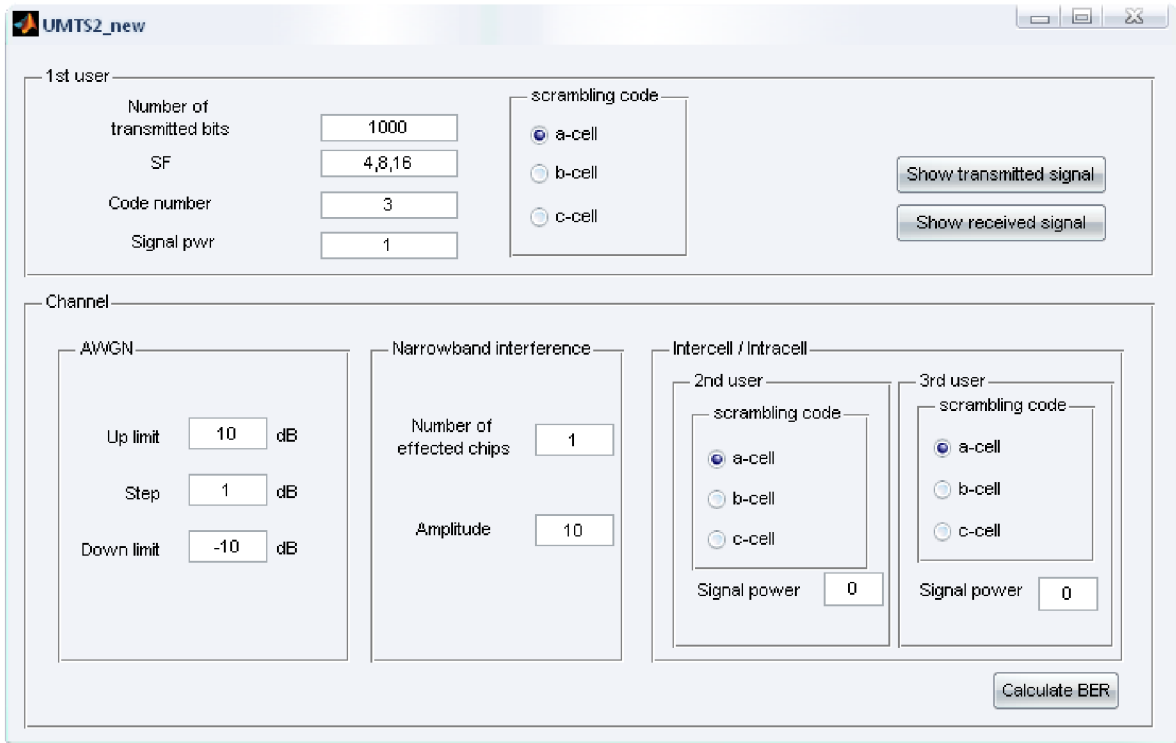 UMTS2_new
1st user
Number of
transmitted bits
1000
SF
4,8,16
Code number
3
Signal pwr
1
scrambling code
a-cell
b-cell
c-cell
Show transmitted signal
Show received signal
Channel
AWGN
Up limit
10
dB
Step
1
dB
Down limit
-10
dB
Narrowband interference
Number of
effected chips
1
Amplitude
10
Intercell / Intracell
2nd user
scrambling code
a-cell
b-cell
c-cell
Signal power
0
3rd user
scrambling code
a-cell
b-cell
c-cell
Signal power
0
Calculate BER